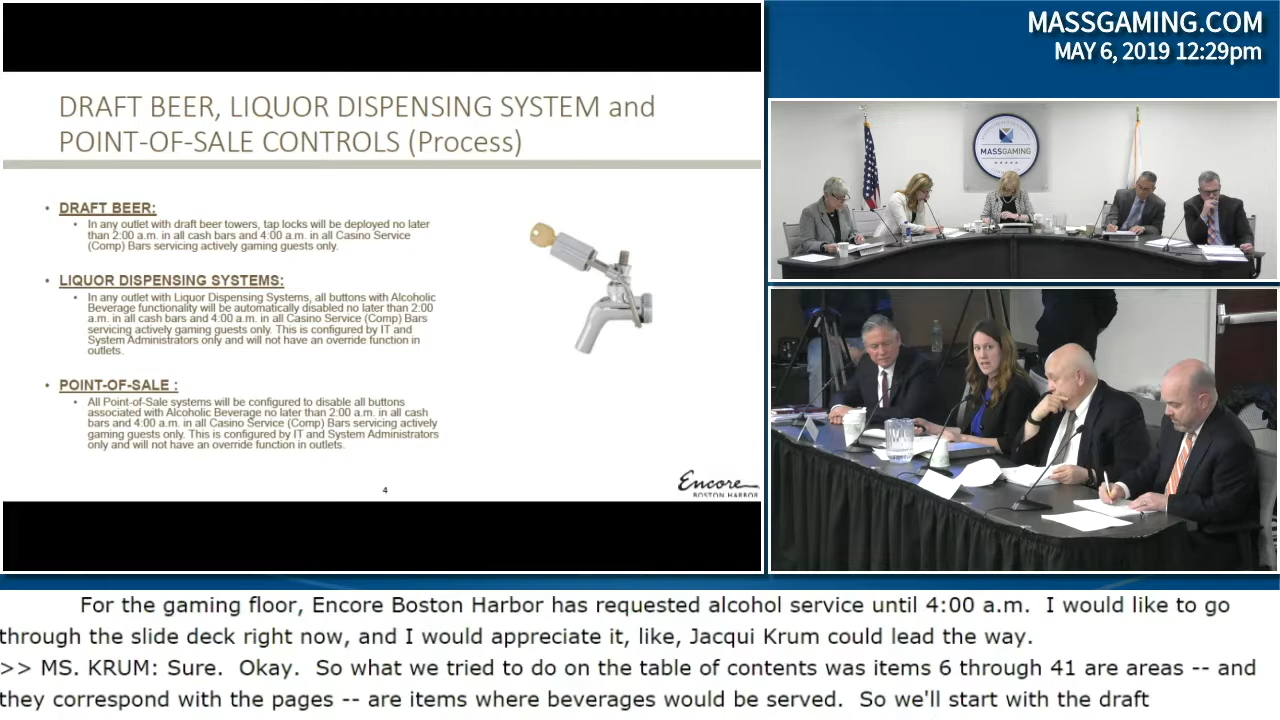 MASSGAMING.COM
MAY 6, 2019 12:29pm
DRAFT BEER, LIQUOR DISPENSING SYSTEM and
POINT-OF-SALE CONTROLS (Process)
• DRAFT BEER:
• In any outlet with draft beer towers, tap locks will be deployed no later
than 2:00 a.m. in all cash bars and 4:00 a.m. in all Casino Service
(Comp) Bars servicing actively gaming guests only.
• LIQUOR DISPENSING SYSTEMS:
• In any outlet with Liquor Dispensing Systems, all buttons with Alcoholic
Beverage functionality will be automatically disabled no later than 2:00
a.m. in all cash bars and 4:00 a.m. in all Casino Service (Comp) Bars
servicing actively gaming guests only. This is configured by IT and
System Administrators only and will not have an override function in
outlets.
• POINT-OF-SALE :
• All Point-of-Sale systems will be configured to disable all buttons
associated with Alcoholic Beverage no later than 2:00 a.m. in all cash
bars and 4:00 a.m. in all Casino Service (Comp) Bars servicing actively
gaming guests only. This is configured by IT and System Administrators
only and will not have an override function in outlets.
4
Encore
BOSTON HARBOR
MASSGAMING
For the gaming floor, Encore Boston Harbor has requested alcohol service until 4:00 a.m. I would like to go
through the slide deck right now, and I would appreciate it, like, Jacqui Krum could lead the way.
>> MS. KRUM: Sure. Okay. So what we tried to do on the table of contents was items 6 through 41 are areas -- and
they correspond with the pages -- are items where beverages would be served. So we'll start with the draft